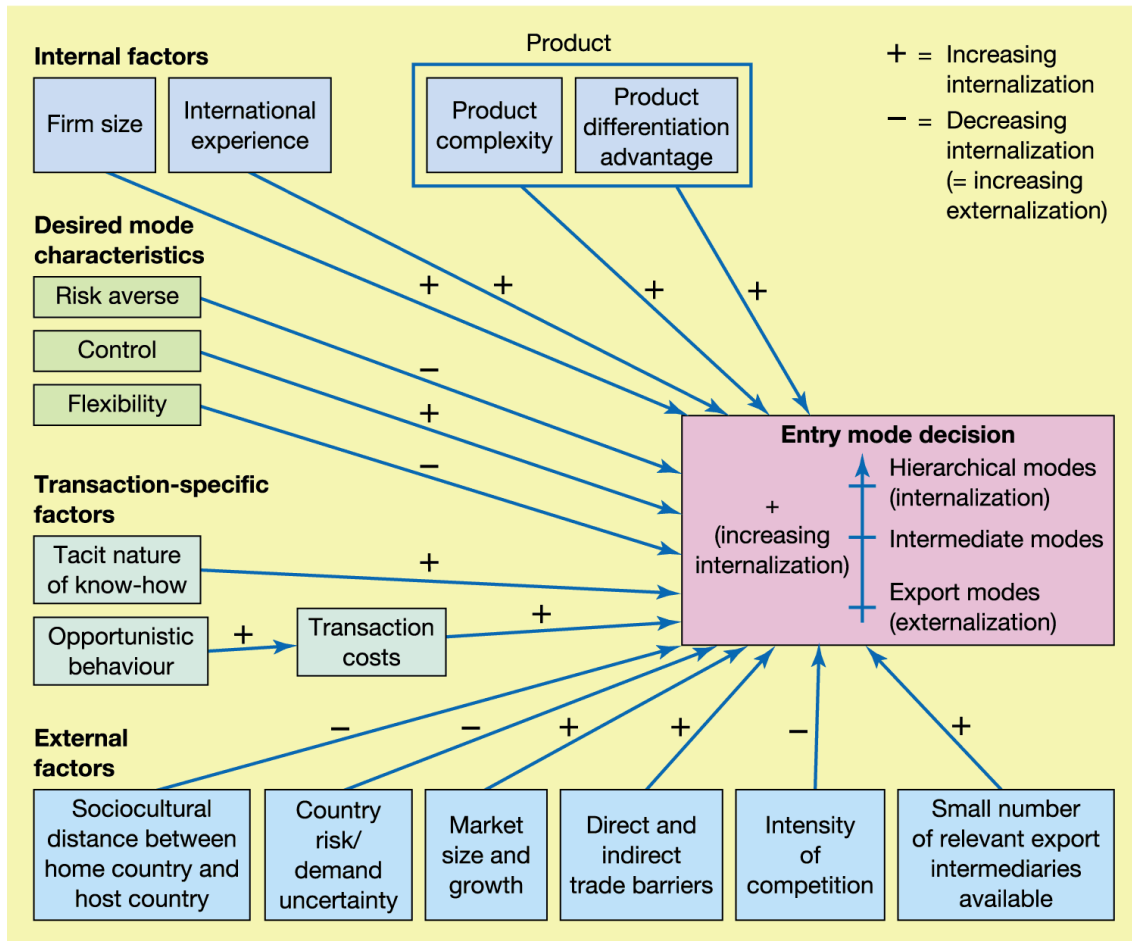 Internal factors
Firm size
International
experience
Product
Product
complexity
Product
differentiation
advantage
+ = Increasing
internalization
− = Decreasing
internalization
(= increasing
externalization)
Desired mode
characteristics
Risk averse
Control
Flexibility
+
+
+
+
−
+
−
Transaction-specific
factors
Tacit nature
of know-how
+
Opportunistic
behaviour
+
Transaction
costs
+
Entry mode decision
+
(increasing
internalization)
Hierarchical modes
(internalization)
Intermediate modes
Export modes
(externalization)
External
factors
−
−
+
+
−
+
Sociocultural
distance between
home country and
host country
Country
risk/
demand
uncertainty
Market
size and
growth
Direct and
indirect
trade barriers
Intensity
of
competition
Small number
of relevant export
intermediaries
available